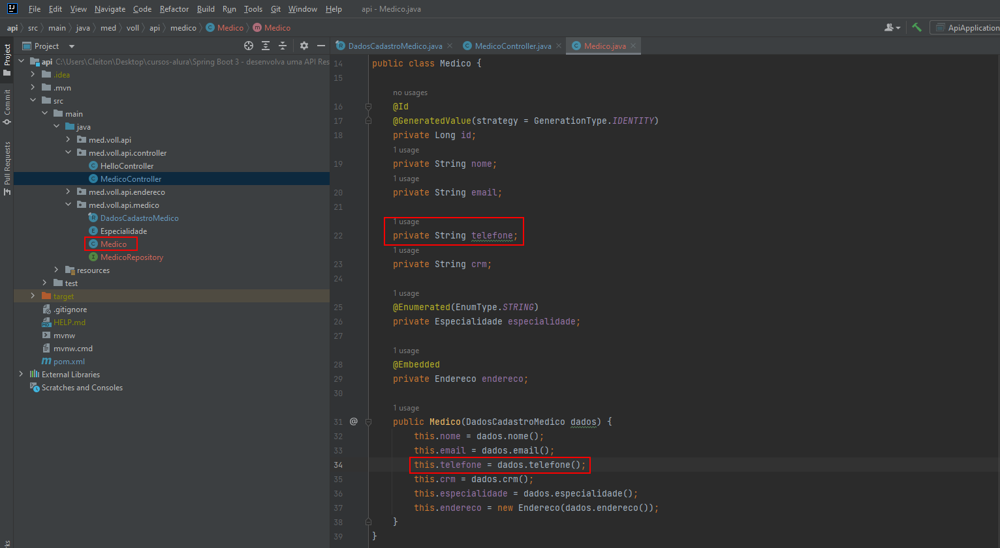 File Edit View Navigate Code Refactor Build Run Tools Git Window Help api - Medico.java
api src main java med voll api medico Medico Medico ApiApplication
Project
DadosCadastroMedico.java MedicoController.java Medico.java
Project
Commit
Pull Requests
api C:\Users\Cleiton\Desktop\cursos-alura\Spring Boot 3 - desenvolva uma API Res
.idea
.mvn
src
main
java
med.voll.api
med.voll.api.controller
HelloController
MedicoController
med.voll.api.endereco
med.voll.api.medico
DadosCadastroMedico
Especialidade
Medico
MedicoRepository
resources
test
target
.gitignore
HELP.md
mvnw
mvnw.cmd
pom.xml
External Libraries
Scratches and Consoles
14 public class Medico {
15
no usages
16 @Id
17 @GeneratedValue(strategy = GenerationType.IDENTITY)
18 private Long id;
1 usage
19 private String nome;
1 usage
20 private String email;
21
1 usage
22 private String telefone;
1 usage
23 private String crm;
24
1 usage
25 @Enumerated(EnumType.STRING)
26 private Especialidade especialidade;
27
1 usage
28 @Embedded
29 private Endereco endereco;
30
1 usage
31 @ public Medico(DadosCadastroMedico dados) {
32 this.nome = dados.nome();
33 this.email = dados.email();
34 this.telefone = dados.telefone();
35 this.crm = dados.crm();
36 this.especialidade = dados.especialidade();
37 this.endereco = new Endereco(dados.endereco());
38 }
39 }